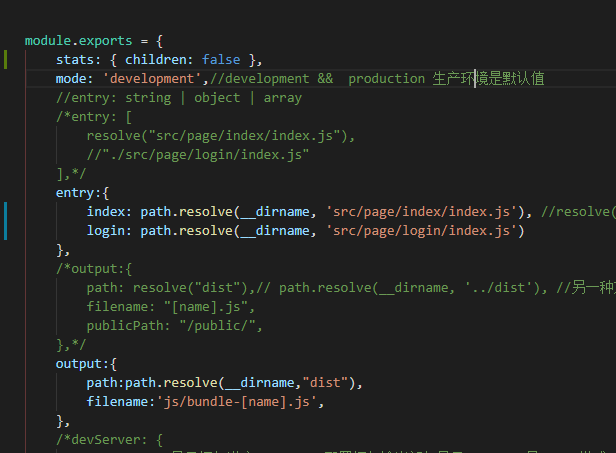 module.exports = {
stats: { children: false },
mode: 'development',//development && production 生产环境是默认值
//entry: string | object | array
/*entry: [
resolve("src/page/index/index.js"),
//"./src/page/login/index.js"
],*/
entry:{
index: path.resolve(__dirname, 'src/page/index/index.js'), //resolve(
login: path.resolve(__dirname, 'src/page/login/index.js')
},
/*output:{
path: resolve("dist"),// path.resolve(__dirname, '../dist'), //另一种
filename: "[name].js",
publicPath: "/public/",
},*/
output:{
path:path.resolve(__dirname,"dist"),
filename:'js/bundle-[name].js',
},
/*devServer: {